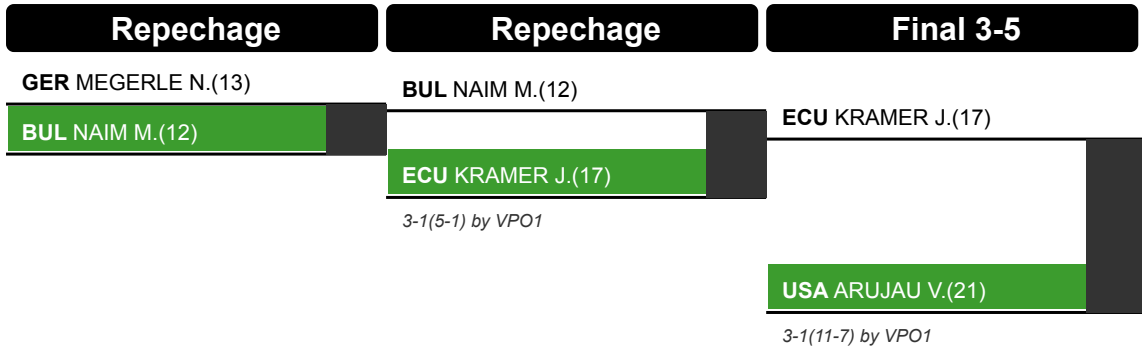 Repechage
GER MEGERLE N.(13)
BUL NAIM M.(12)
Repechage
BUL NAIM M.(12)
ECU KRAMER J.(17)
3-1(5-1) by VPO1
Final 3-5
ECU KRAMER J.(17)
USA ARUJAU V.(21)
3-1(11-7) by VPO1